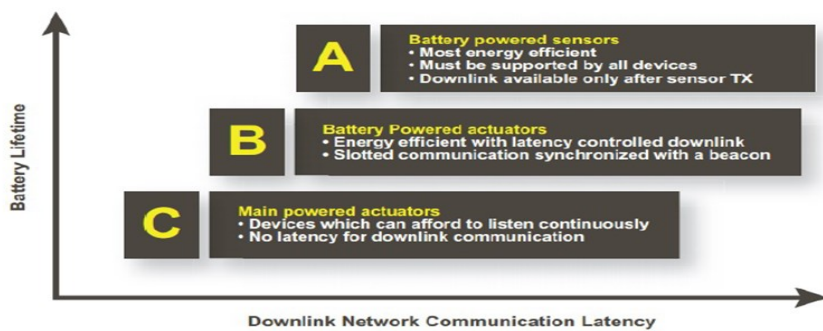 Battery Lifetime
A
Battery powered sensors
• Most energy efficient
• Must be supported by all devices
• Downlink available only after sensor TX
B
Battery Powered actuators
• Energy efficient with latency controlled downlink
• Slotted communication synchronized with a beacon
C
Main powered actuators
• Devices which can afford to listen continuously
• No latency for downlink communication
Downlink Network Communication Latency